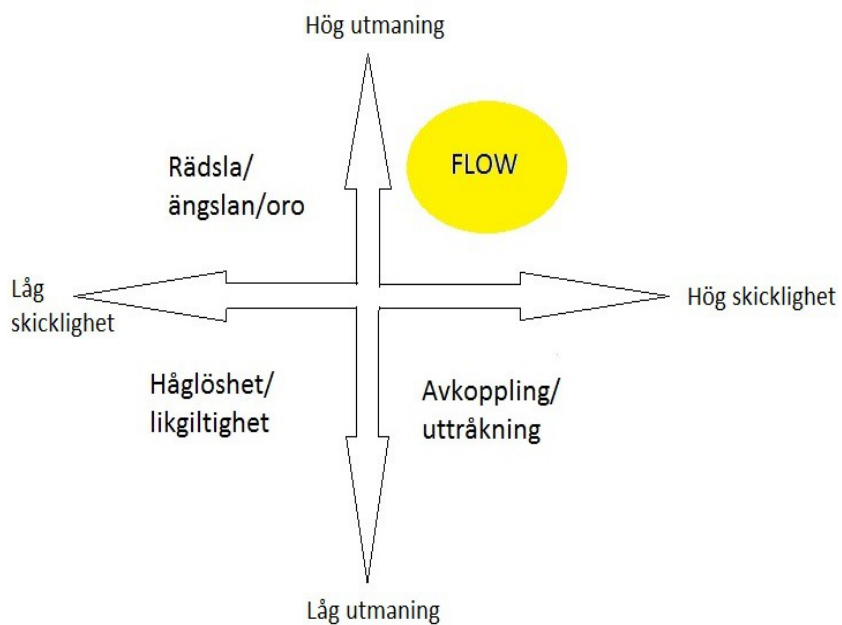 Hög utmaning
FLOW
Rädsla/
ängslan/oro
Låg
skicklighet
Hög skicklighet
Håglöshet/
likgiltighet
Avkoppling/
uttråkning
Låg utmaning